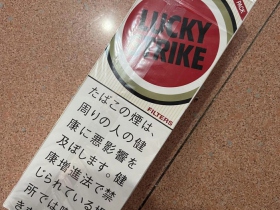 PACK
LUCKY
STRIKE
FILTERS
たばこの煙は、
周りの人の健
康に悪影響を
及ぼします。健
康増進法で禁
じられている場
所では